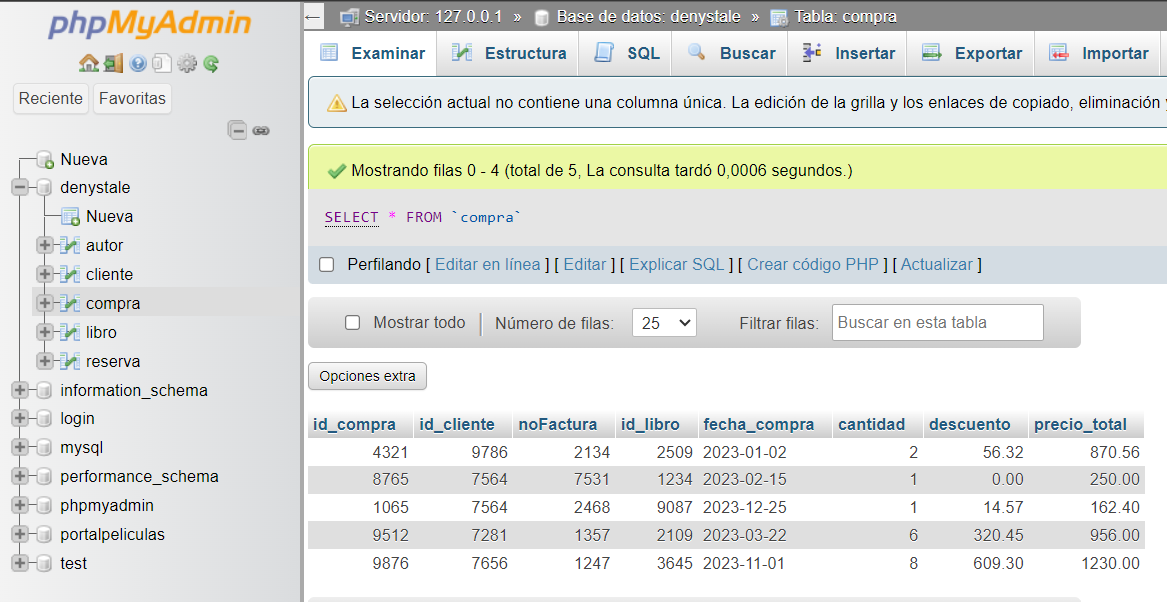 phpMyAdmin
Reciente Favoritas
Nueva
denystale
Nueva
autor
cliente
compra
libro
reserva
information_schema
login
mysql
performance_schema
phpmyadmin
portalpeliculas
test
Servidor: 127.0.0.1 » Base de datos: denystale » Tabla: compra
Examinar Estructura SQL Buscar Insertar Exportar Importar
La selección actual no contiene una columna única. La edición de la grilla y los enlaces de copiado, eliminación
Mostrando filas 0 - 4 (total de 5, La consulta tardó 0,0006 segundos.)
SELECT * FROM `compra`
Perfilando [ Editar en línea ] [ Editar ] [ Explicar SQL ] [ Crear código PHP ] [ Actualizar ]
Mostrar todo Número de filas: 25 Filtrar filas: Buscar en esta tabla
Opciones extra
id_compra id_cliente noFactura id_libro fecha_compra cantidad descuento precio_total
4321 9786 2134 2509 2023-01-02 2 56.32 870.56
8765 7564 7531 1234 2023-02-15 1 0.00 250.00
1065 7564 2468 9087 2023-12-25 1 14.57 162.40
9512 7281 1357 2109 2023-03-22 6 320.45 956.00
9876 7656 1247 3645 2023-11-01 8 609.30 1230.00